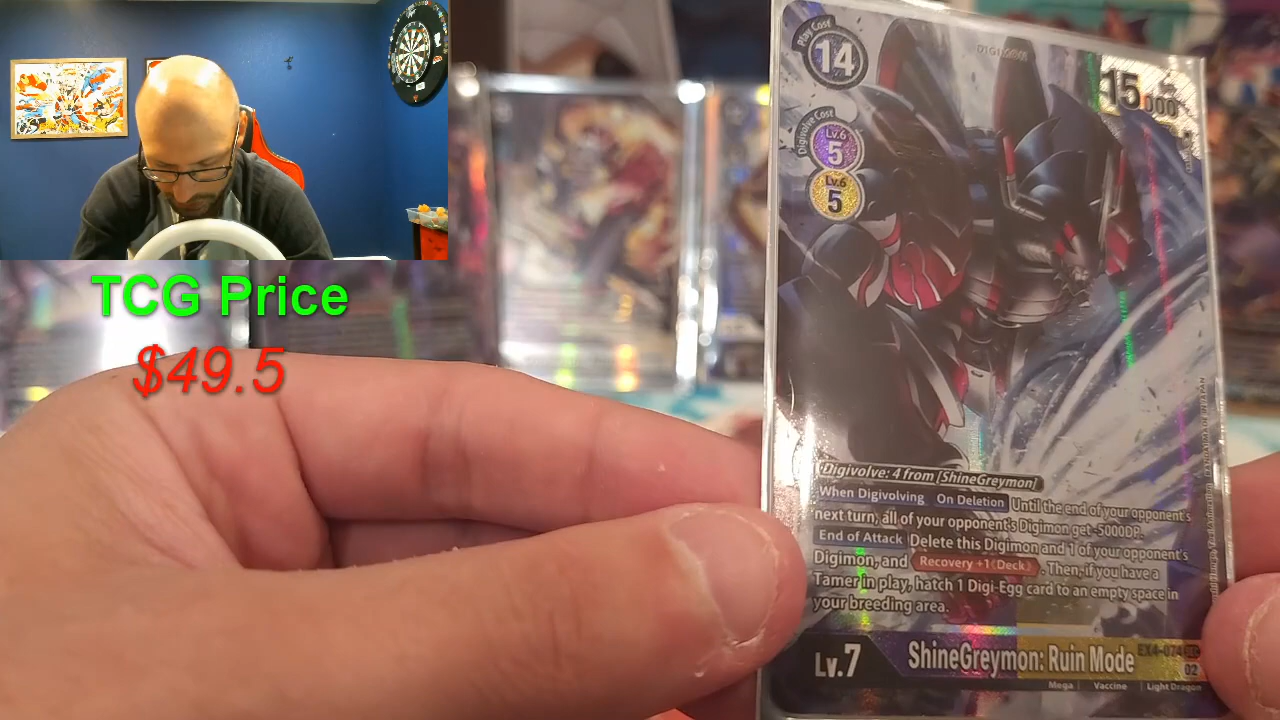 TCG Price
$49.5
Play Cost
14
DIGIMON
15000
Digivolve Cost
Lv.6
5
Lv.6
5
Digivolve: 4 from [ShineGreymon]
When Digivolving On Deletion Until the end of your opponent's
next turn, all of your opponent's Digimon get -5000DP.
End of Attack Delete this Digimon and 1 of your opponent's
Digimon, and Recovery +1 《Deck》. Then, if you have a
Tamer in play, hatch 1 Digi-Egg card to an empty space in
your breeding area.
Lv.7
ShineGreymon: Ruin Mode
EX4-074
02
Mega Vaccine Light Dragon